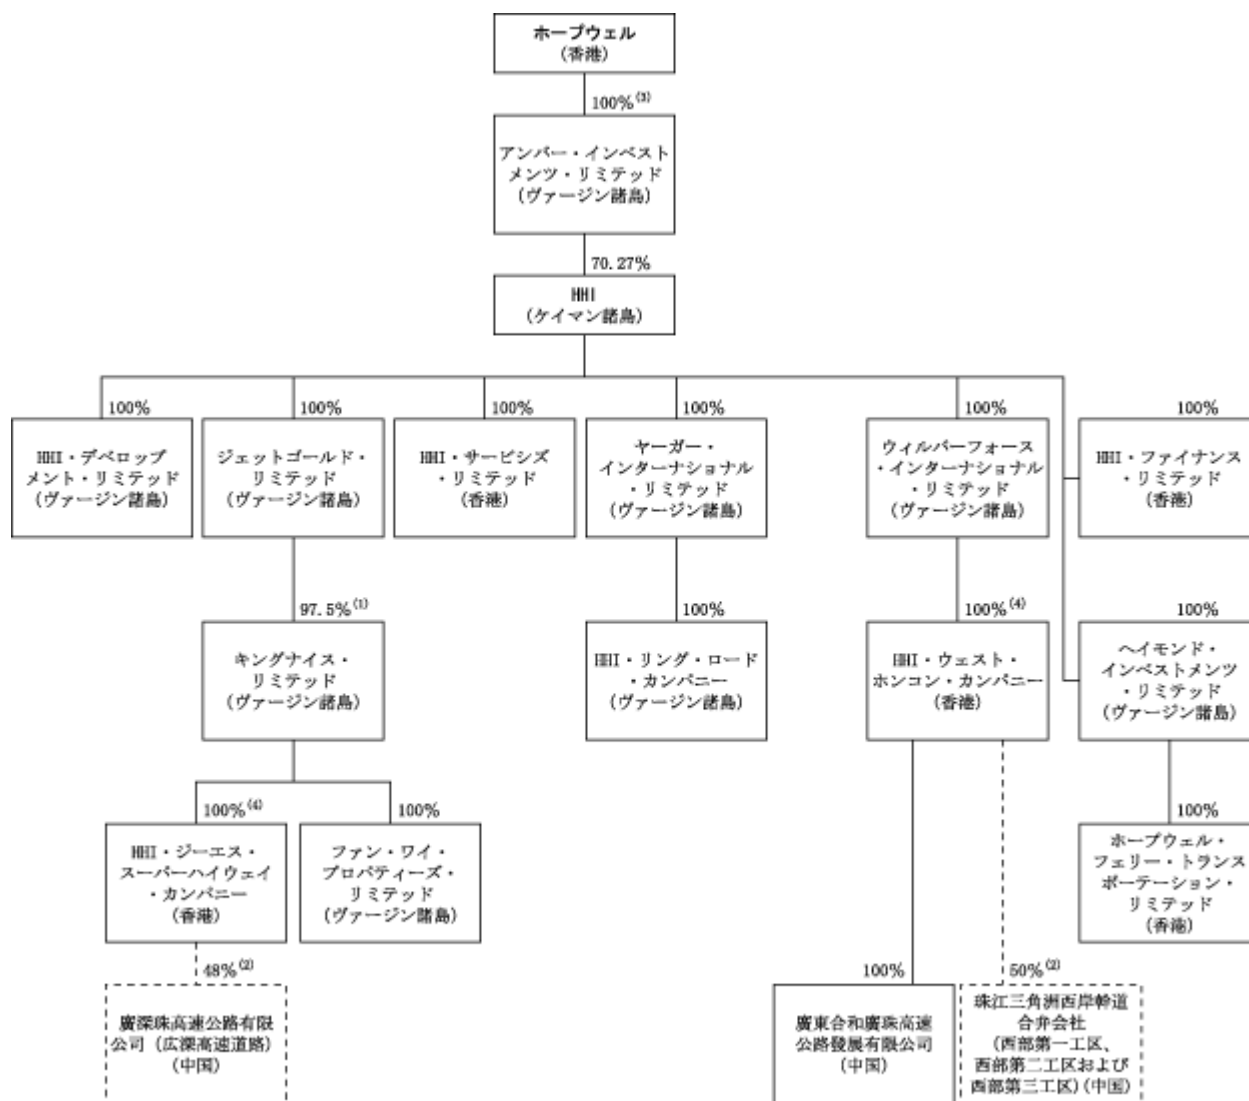 ホープウェル
(香港)
100%(3)
アンバー・インベスト
メンツ・リミテッド
(ヴァージン諸島)
70.27%
HHI
(ケイマン諸島)
100%
HHI・デベロップ
メント・リミテッド
(ヴァージン諸島)
100%
ジェットゴールド・
リミテッド
(ヴァージン諸島)
100%
HHI・サービシズ
・リミテッド
(香港)
100%
ヤーガー・
インターナショナル
・リミテッド
(ヴァージン諸島)
100%
ウィルバーフォース
・インターナショナル
・リミテッド
(ヴァージン諸島)
100%
HHI・ファイナンス
・リミテッド
(香港)
97.5%(1)
キングナイス・
リミテッド
(ヴァージン諸島)
100%
HHI・リング・ロード
・カンパニー
(ヴァージン諸島)
100%(4)
HHI・ウェスト・
ホンコン・カンパニー
(香港)
100%
ヘイモンド・
インベストメンツ
・リミテッド
(ヴァージン諸島)
100%(4)
HHI・ジーエス・
スーパーハイウェイ
・カンパニー
(香港)
100%
ファン・ワイ・
プロパティーズ・
リミテッド
(ヴァージン諸島)
100%
ホープウェル・
フェリー・トランス
ポーテーション・
リミテッド
(香港)
48%(2)
廣深珠高速公路有限
公司 (広深高速道路)
(中国)
100%
廣東合和廣珠高速
公路發展有限公司
(中国)
50%(2)
珠江三角洲西岸幹道
合弁会社
(西部第一工区、
西部第二工区および
西部第三工区)(中国)